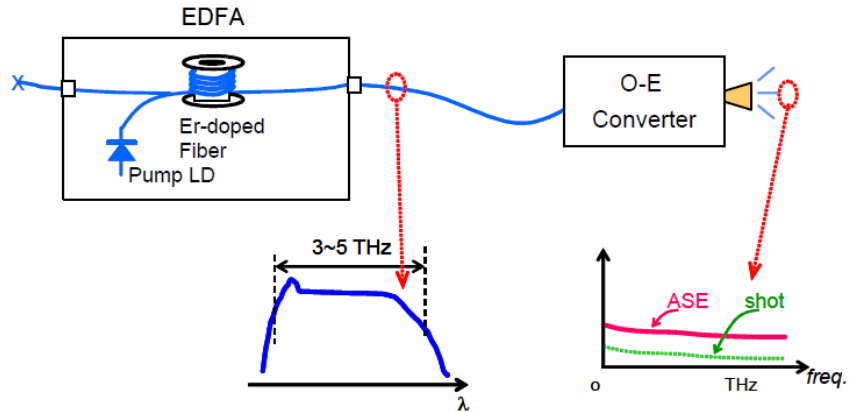 EDFA
X
Er-doped
Fiber
Pump LD
O-E
Converter
3~5 THz
λ
ASE
shot
o
THz
freq.